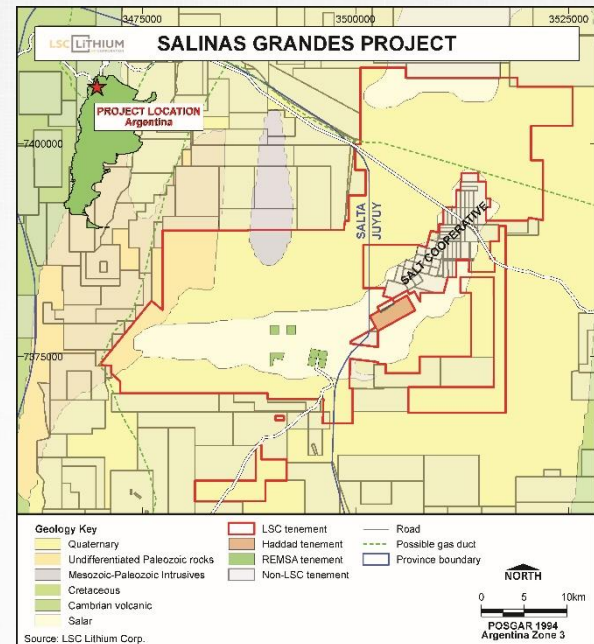 3475000 3500000 3525000
LSC LITHIUM
SALINAS GRANDES PROJECT
PROJECT LOCATION
Argentina
7400000
7375000
SALTA
JUYUY
SALT COOPERATIVE
Geology Key
Quaternary
Undifferentiated Paleozoic rocks
Mesozoic-Paleozoic Intrusives
Cretaceous
Cambrian volcanic
Salar
LSC tenement
Haddad tenement
REMSA tenement
Non-LSC tenement
Road
Possible gas duct
Province boundary
NORTH
0 5 10km
POSGAR 1994
Argentina Zone 3
Source: LSC Lithium Corp.